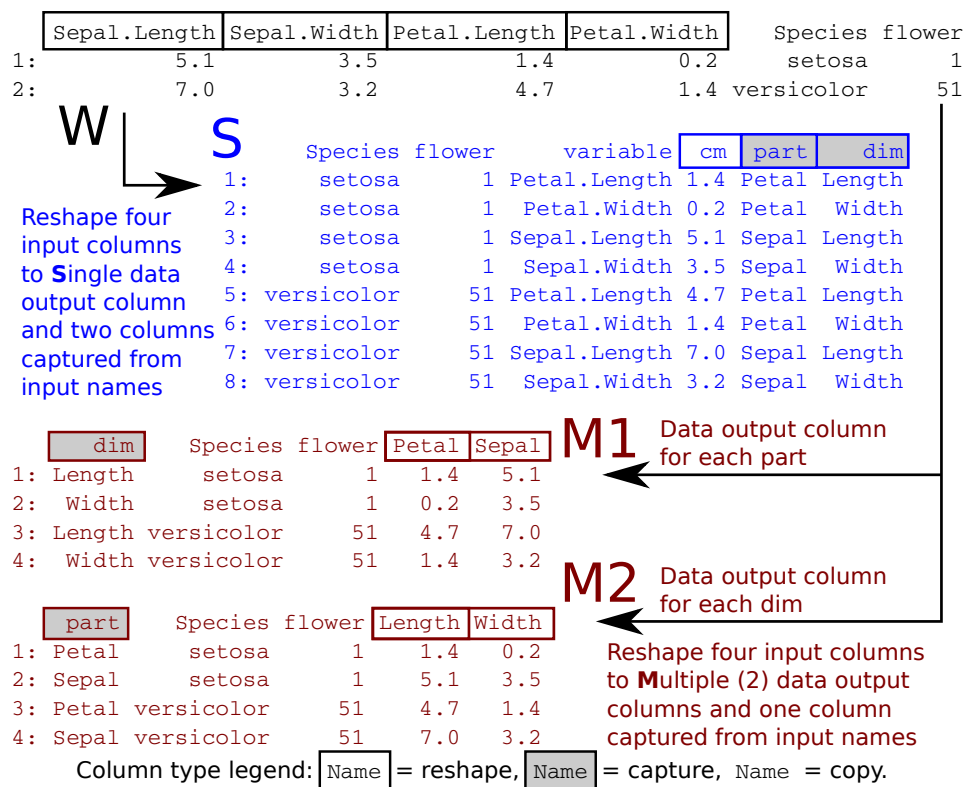 Sepal.Length Sepal.Width Petal.Length Petal.Width Species flower
1: 5.1 3.5 1.4 0.2 setosa 1
2: 7.0 3.2 4.7 1.4 versicolor 51
W
S
Species flower variable cm part dim
1: setosa 1 Petal.Length 1.4 Petal Length
2: setosa 1 Petal.Width 0.2 Petal Width
3: setosa 1 Sepal.Length 5.1 Sepal Length
4: setosa 1 Sepal.Width 3.5 Sepal Width
5: versicolor 51 Petal.Length 4.7 Petal Length
6: versicolor 51 Petal.Width 1.4 Petal Width
7: versicolor 51 Sepal.Length 7.0 Sepal Length
8: versicolor 51 Sepal.Width 3.2 Sepal Width
Reshape four
input columns
to Single data
output column
and two columns
captured from
input names
M1
Data output column
for each part
dim Species flower Petal Sepal
1: Length setosa 1 1.4 5.1
2: Width setosa 1 0.2 3.5
3: Length versicolor 51 4.7 7.0
4: Width versicolor 51 1.4 3.2
M2
Data output column
for each dim
part Species flower Length Width
1: Petal setosa 1 1.4 0.2
2: Sepal setosa 1 5.1 3.5
3: Petal versicolor 51 4.7 1.4
4: Sepal versicolor 51 7.0 3.2
Reshape four input columns
to Multiple (2) data output
columns and one column
captured from input names
Column type legend: Name = reshape, Name = capture, Name = copy.